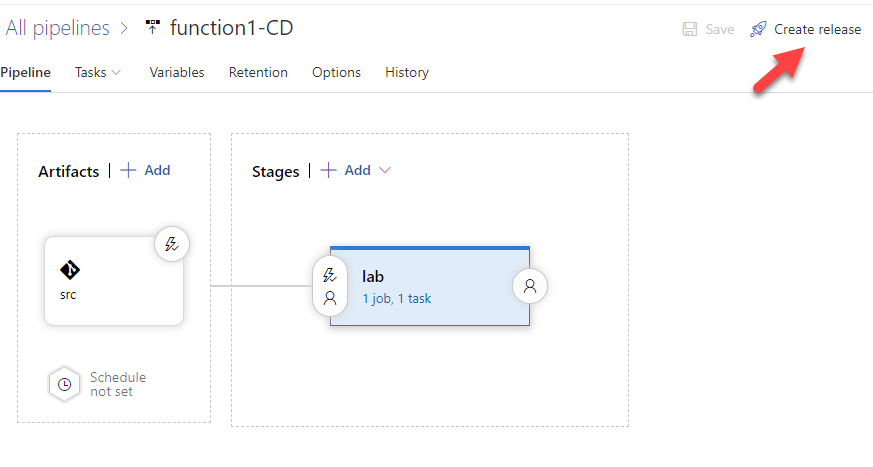 All pipelines > function1-CD
Save
Create release
Pipeline
Tasks
Variables
Retention
Options
History
Artifacts | + Add
Stages | + Add
src
lab
1 job, 1 task
Schedule
not set